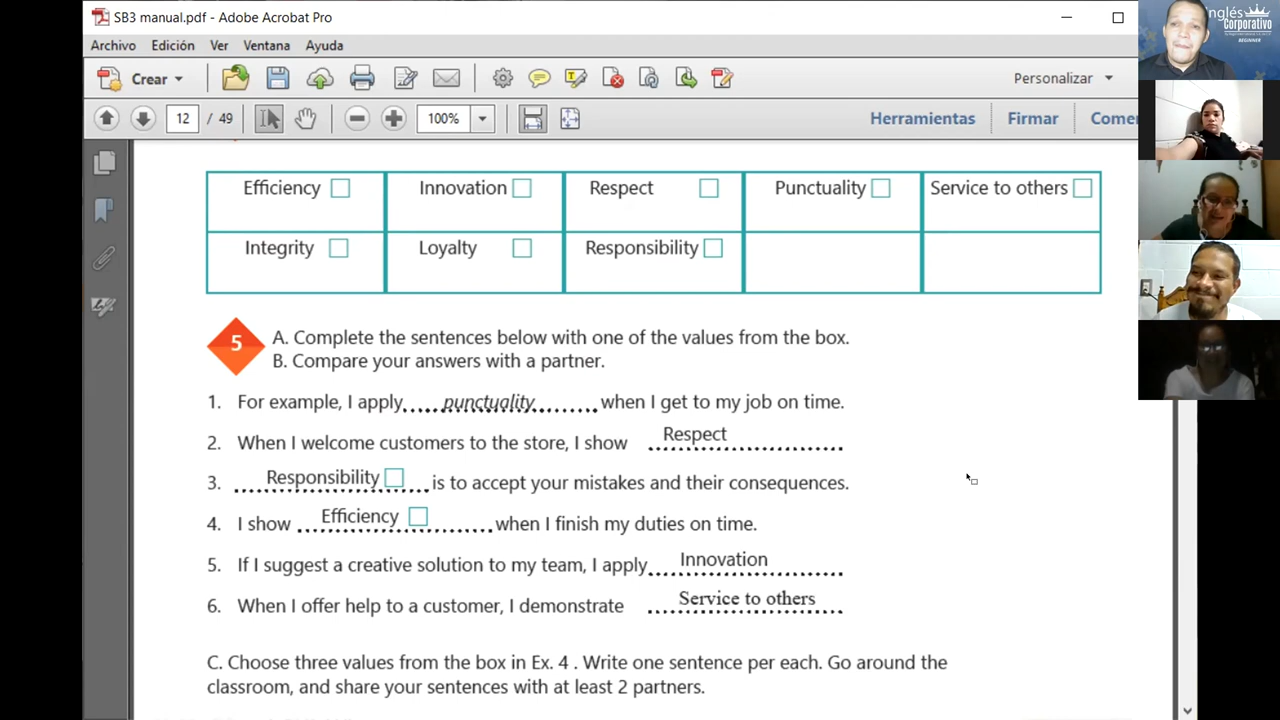 SB3 manual.pdf - Adobe Acrobat Pro
Archivo Edición Ver Ventana Ayuda
Crear Personalizar
12 / 49 100% Herramientas Firmar Comer
Efficiency Innovation Respect Punctuality Service to others
Integrity Loyalty Responsibility
5 A. Complete the sentences below with one of the values from the box.
B. Compare your answers with a partner.
1. For example, I apply punctuality when I get to my job on time.
2. When I welcome customers to the store, I show Respect
3. Responsibility is to accept your mistakes and their consequences.
4. I show Efficiency when I finish my duties on time.
5. If I suggest a creative solution to my team, I apply Innovation
6. When I offer help to a customer, I demonstrate Service to others
C. Choose three values from the box in Ex. 4 . Write one sentence per each. Go around the
classroom, and share your sentences with at least 2 partners.
inglés
Corporativo
BEGINNER